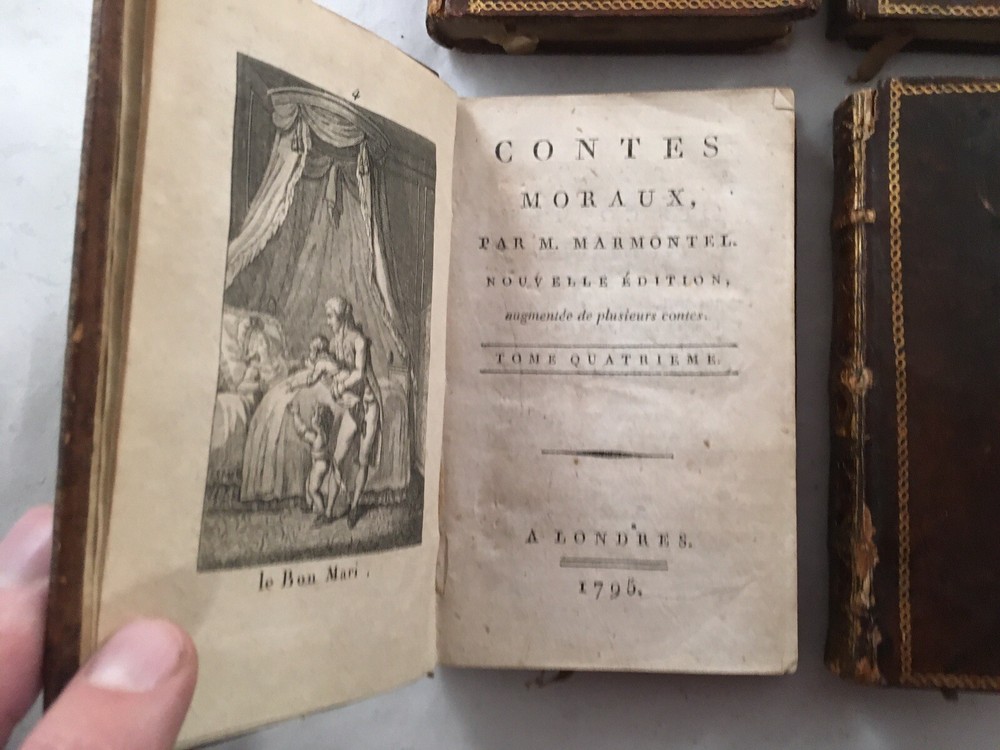 4
le Bon Mari.
CONTES
MORAUX,
PAR M. MARMONTEL.
NOUVELLE ÉDITION,
augmentée de plusieurs contes.
TOME QUATRIEME.
A LONDRES.
1795.